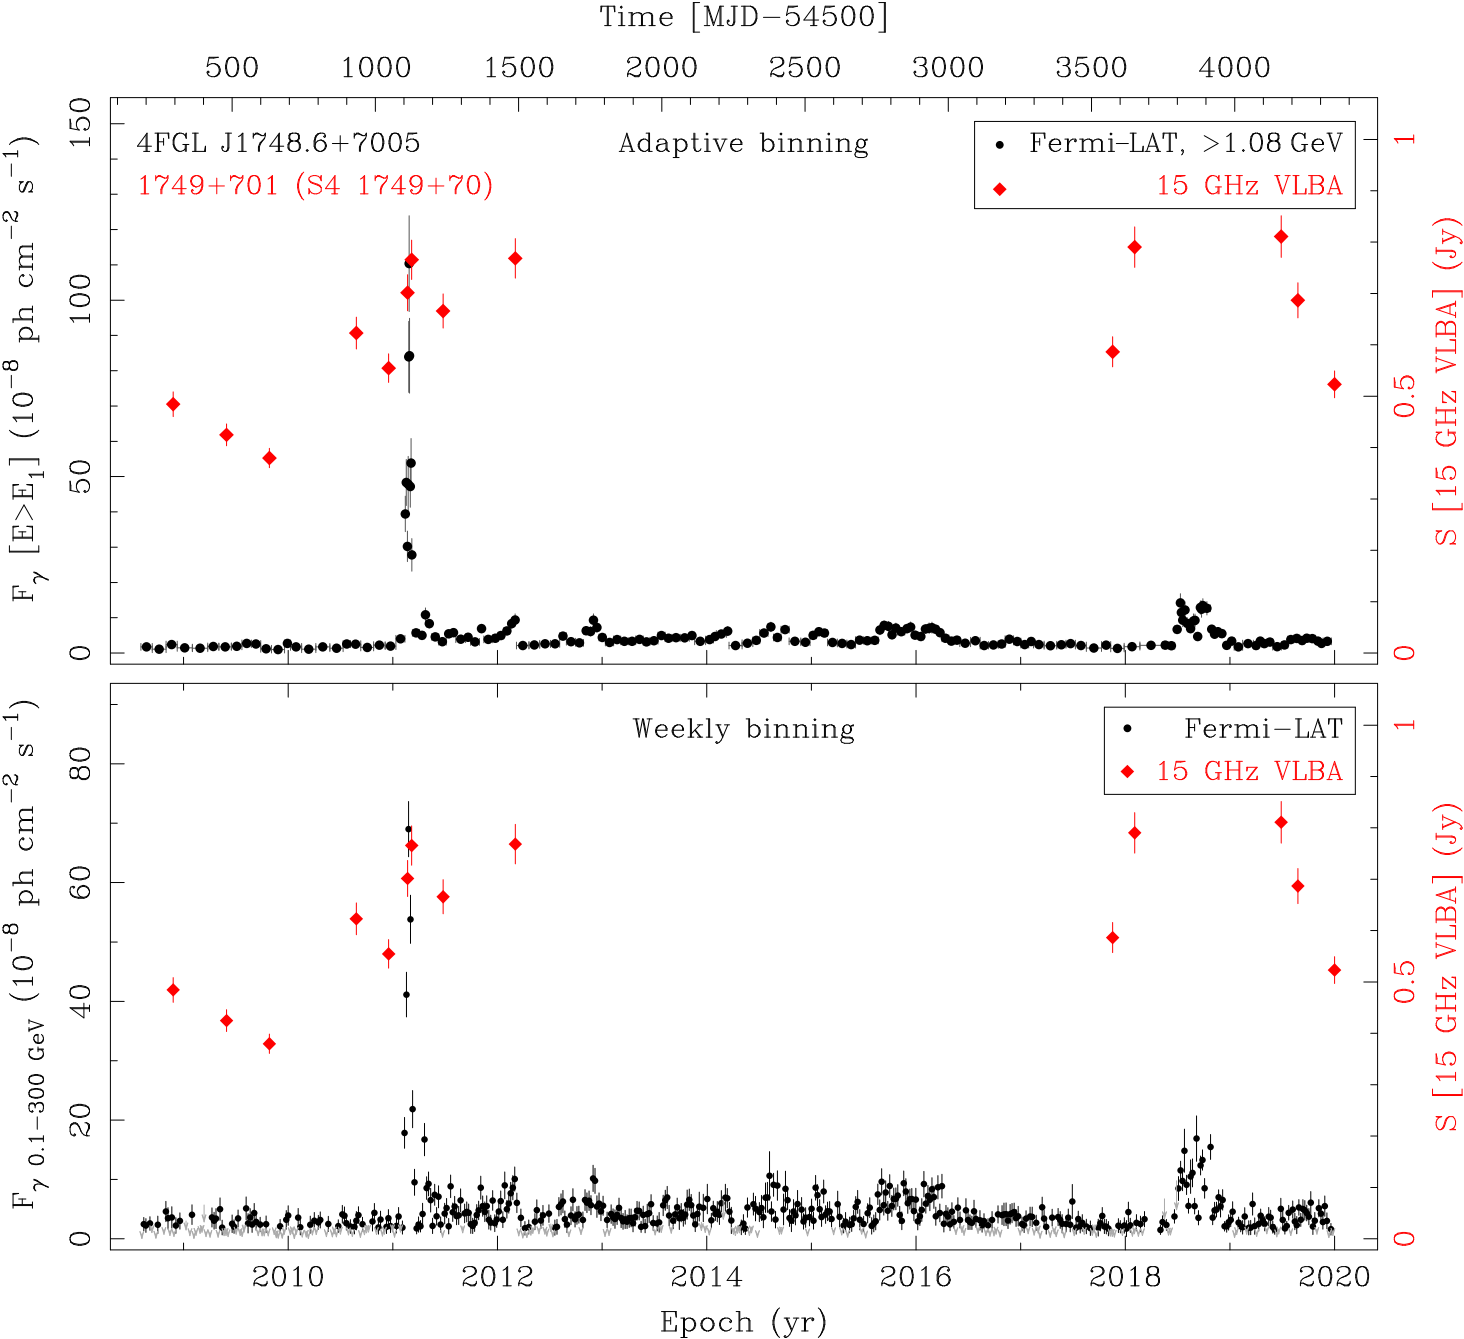 Time [MJD−54500]
500 1000 1500 2000 2500 3000 3500 4000
4FGL J1748.6+7005
1749+701 (S4 1749+70)
Adaptive binning
Fermi−LAT, >1.08 GeV
15 GHz VLBA
F_γ [E>E_1] (10^−8 ph cm^−2 s^−1)
150
100
50
0
S [15 GHz VLBA] (Jy)
1
0.5
0
Weekly binning
Fermi−LAT
15 GHz VLBA
F_γ 0.1−300 GeV (10^−8 ph cm^−2 s^−1)
80
60
40
20
0
S [15 GHz VLBA] (Jy)
1
0.5
0
2010 2012 2014 2016 2018 2020
Epoch (yr)